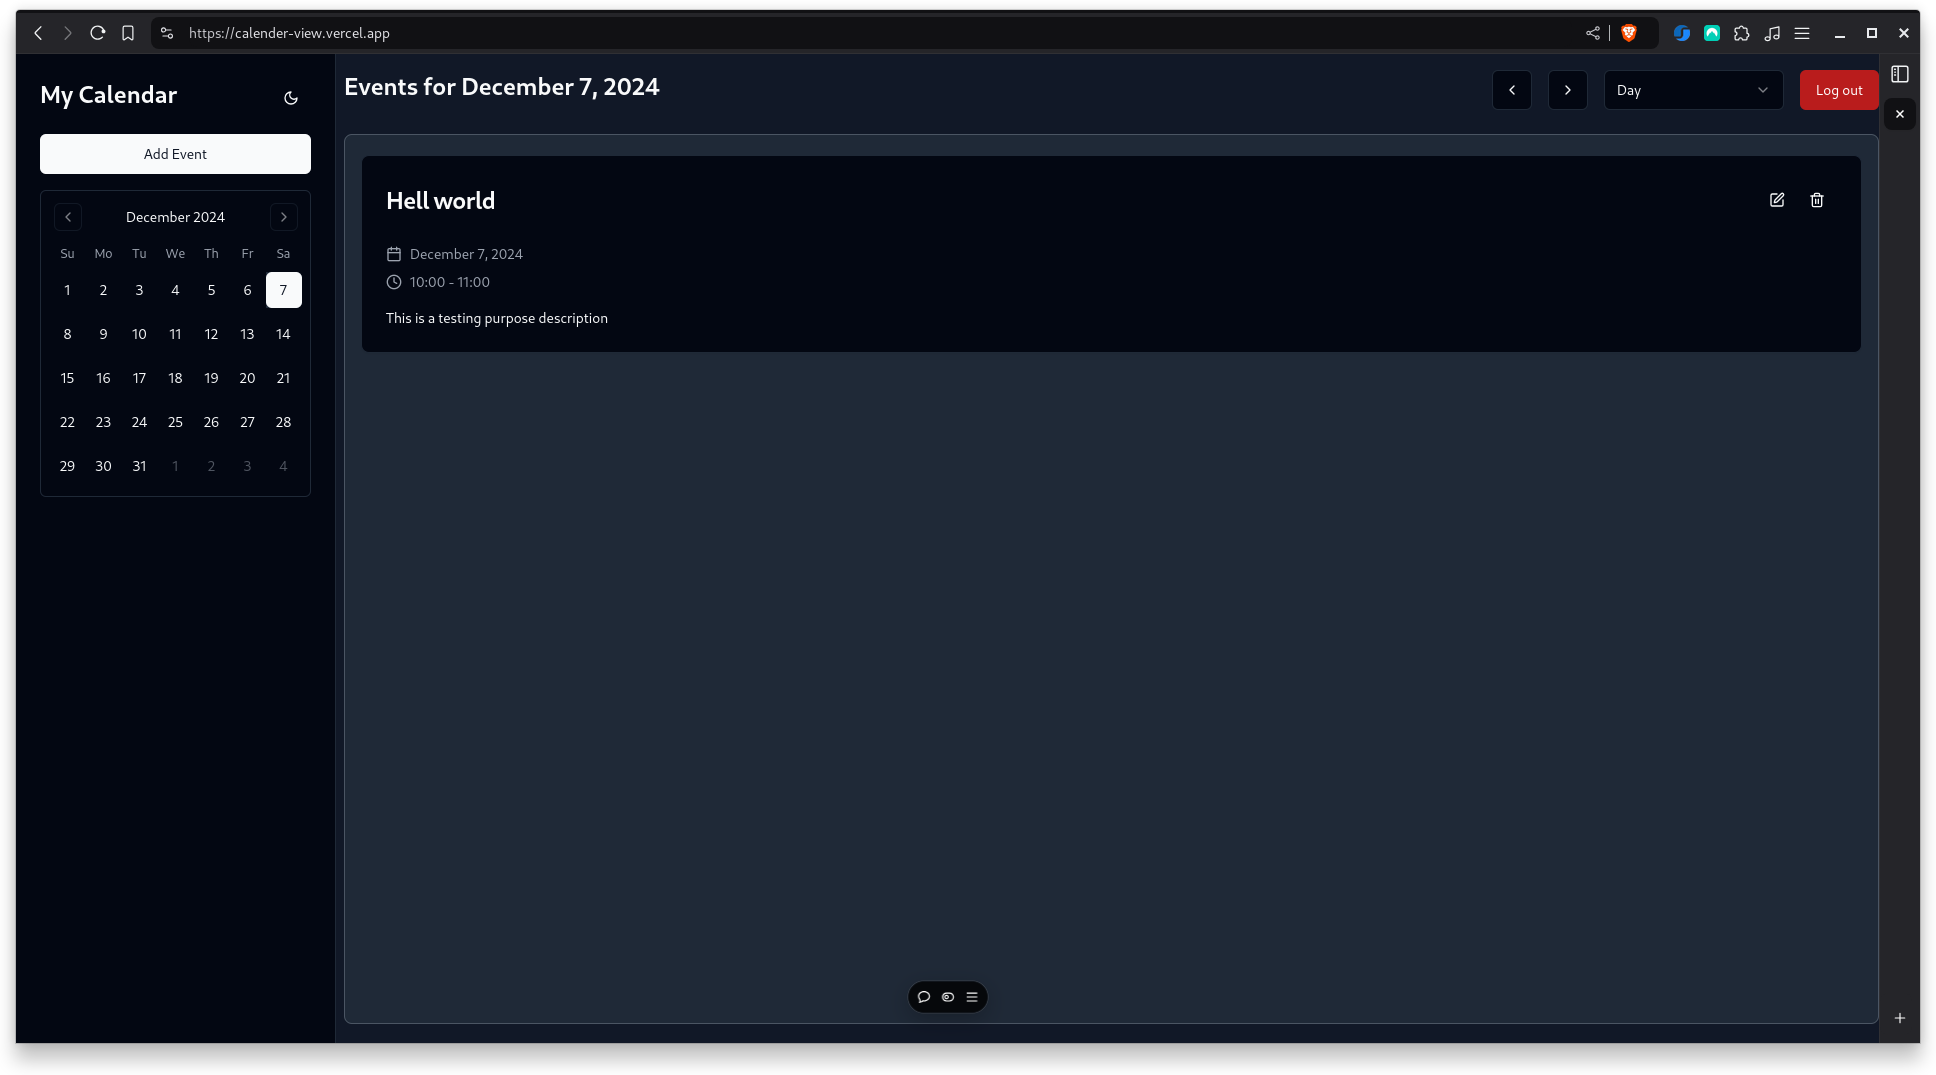 https://calender-view.vercel.app
My Calendar
Add Event
December 2024
Su Mo Tu We Th Fr Sa
1 2 3 4 5 6 7
8 9 10 11 12 13 14
15 16 17 18 19 20 21
22 23 24 25 26 27 28
29 30 31 1 2 3 4
Events for December 7, 2024
Day
Log out
Hell world
December 7, 2024
10:00 - 11:00
This is a testing purpose description